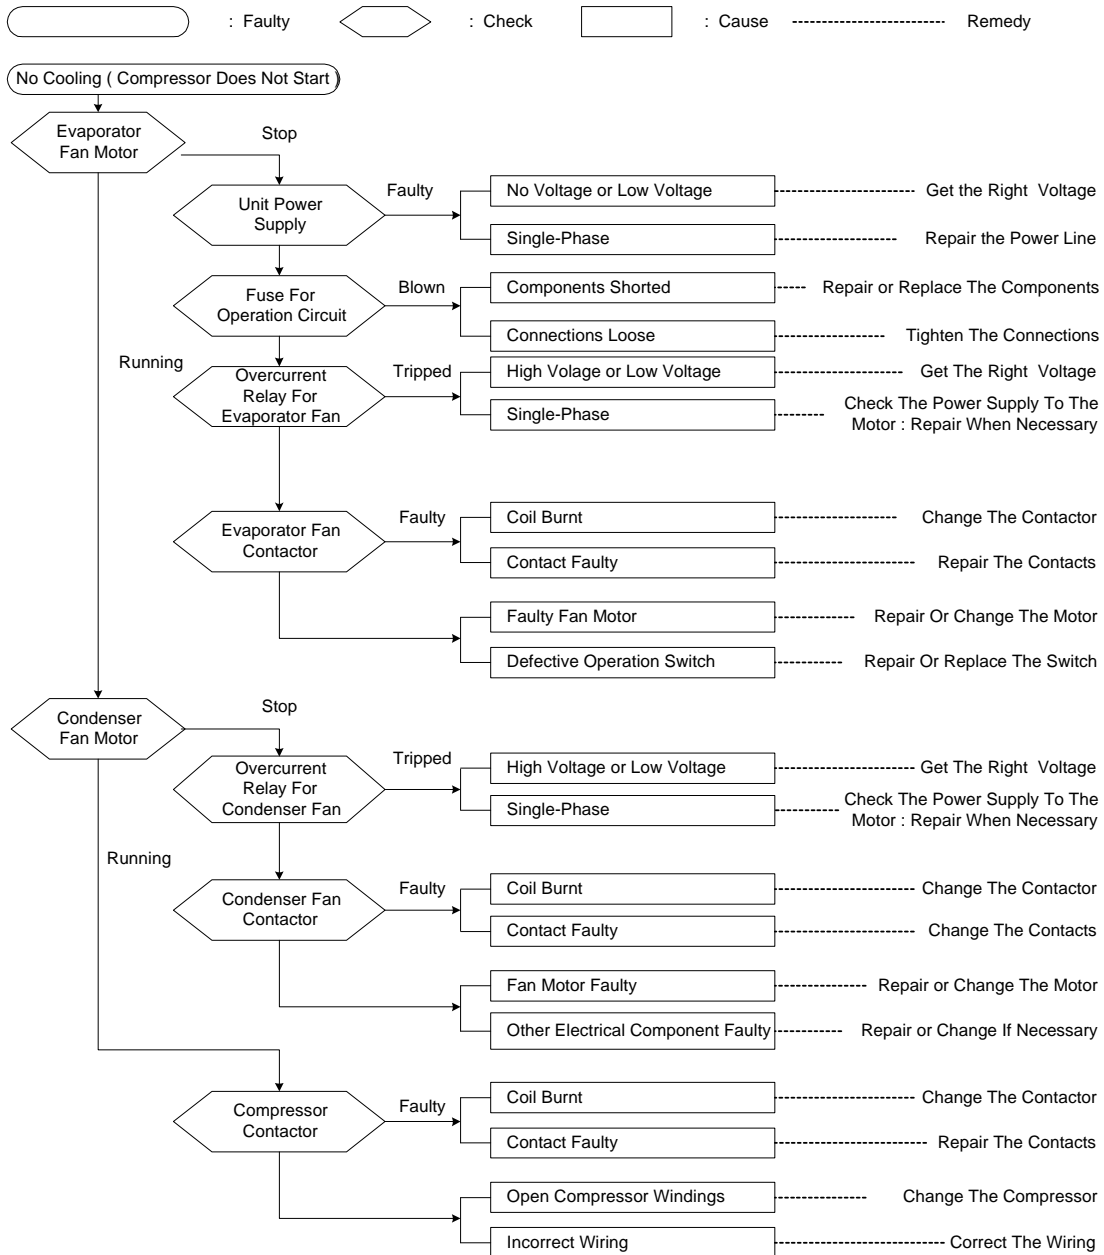 : Faulty : Check : Cause Remedy
No Cooling ( Compressor Does Not Start )
Evaporator
Fan Motor
Stop
Unit Power
Supply
Faulty
No Voltage or Low Voltage
Get the Right Voltage
Single-Phase
Repair the Power Line
Fuse For
Operation Circuit
Blown
Components Shorted
Repair or Replace The Components
Connections Loose
Tighten The Connections
Running
Overcurrent
Relay For
Evaporator Fan
Tripped
High Volage or Low Voltage
Get The Right Voltage
Single-Phase
Check The Power Supply To The
Motor : Repair When Necessary
Evaporator Fan
Contactor
Faulty
Coil Burnt
Change The Contactor
Contact Faulty
Repair The Contacts
Faulty Fan Motor
Repair Or Change The Motor
Defective Operation Switch
Repair Or Replace The Switch
Condenser
Fan Motor
Stop
Overcurrent
Relay For
Condenser Fan
Tripped
High Voltage or Low Voltage
Get The Right Voltage
Single-Phase
Check The Power Supply To The
Motor : Repair When Necessary
Running
Condenser Fan
Contactor
Faulty
Coil Burnt
Change The Contactor
Contact Faulty
Change The Contacts
Fan Motor Faulty
Repair or Change The Motor
Other Electrical Component Faulty
Repair or Change If Necessary
Compressor
Contactor
Faulty
Coil Burnt
Change The Contactor
Contact Faulty
Repair The Contacts
Open Compressor Windings
Change The Compressor
Incorrect Wiring
Correct The Wiring